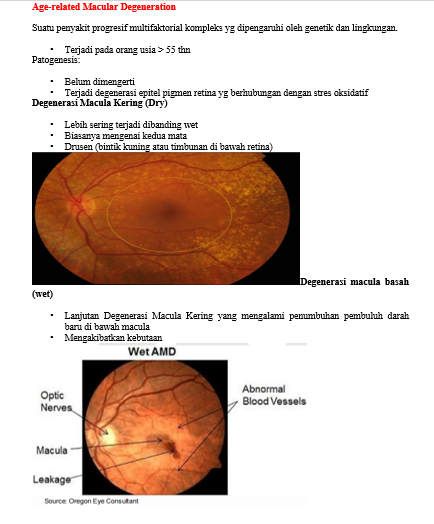 Age-related Macular Degeneration
Suatu penyakit progresif multifaktorial kompleks yg dipengaruhi oleh genetik dan lingkungan.
• Terjadi pada orang usia > 55 thn
Patogenesis:
• Belum dimengerti
• Terjadi degenerasi epitel pigmen retina yg berhubungan dengan stres oksidatif
Degenerasi Macula Kering (Dry)
• Lebih sering terjadi dibanding wet
• Biasanya mengenai kedua mata
• Drusen (bintik kuning atau timbunan di bawah retina)
Degenerasi macula basah
(wet)
• Lanjutan Degenerasi Macula Kering yang mengalami penumbuhan pembuluh darah
baru di bawah macula
• Mengakibatkan kebutaan
Wet AMD
Optic
Nerves
Abnormal
Blood Vessels
Macula
Leakage
Source: Oregon Eye Consultant